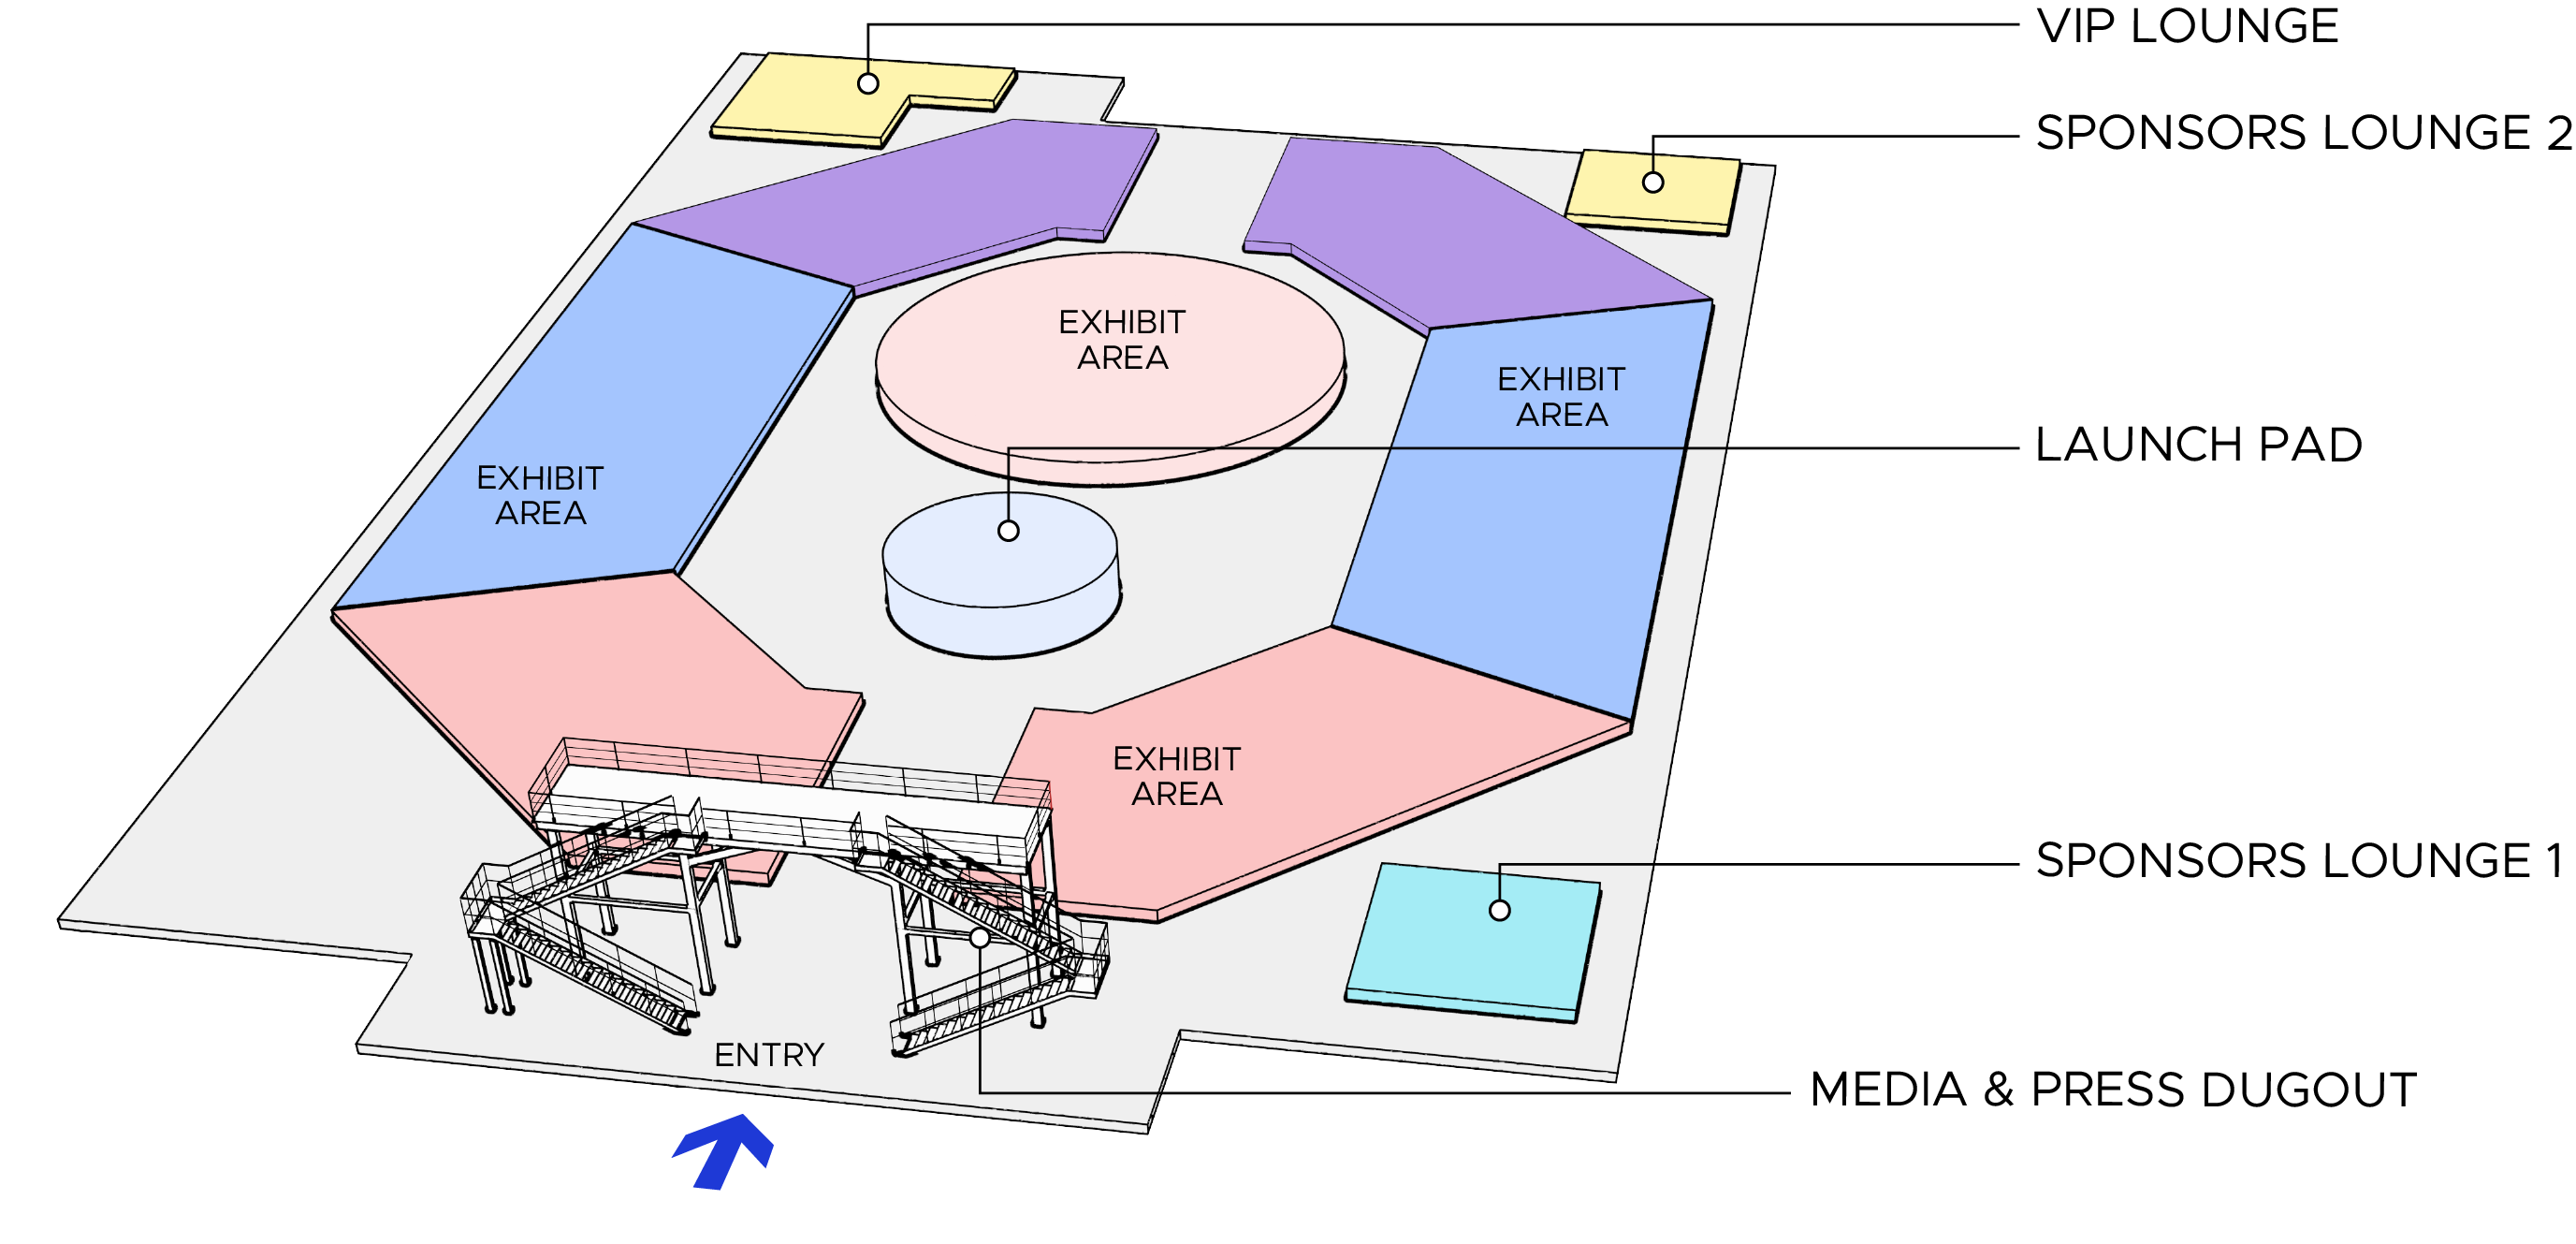 VIP LOUNGE
SPONSORS LOUNGE 2
EXHIBIT
AREA
EXHIBIT
AREA
LAUNCH PAD
EXHIBIT
AREA
EXHIBIT
AREA
SPONSORS LOUNGE 1
ENTRY
MEDIA & PRESS DUGOUT